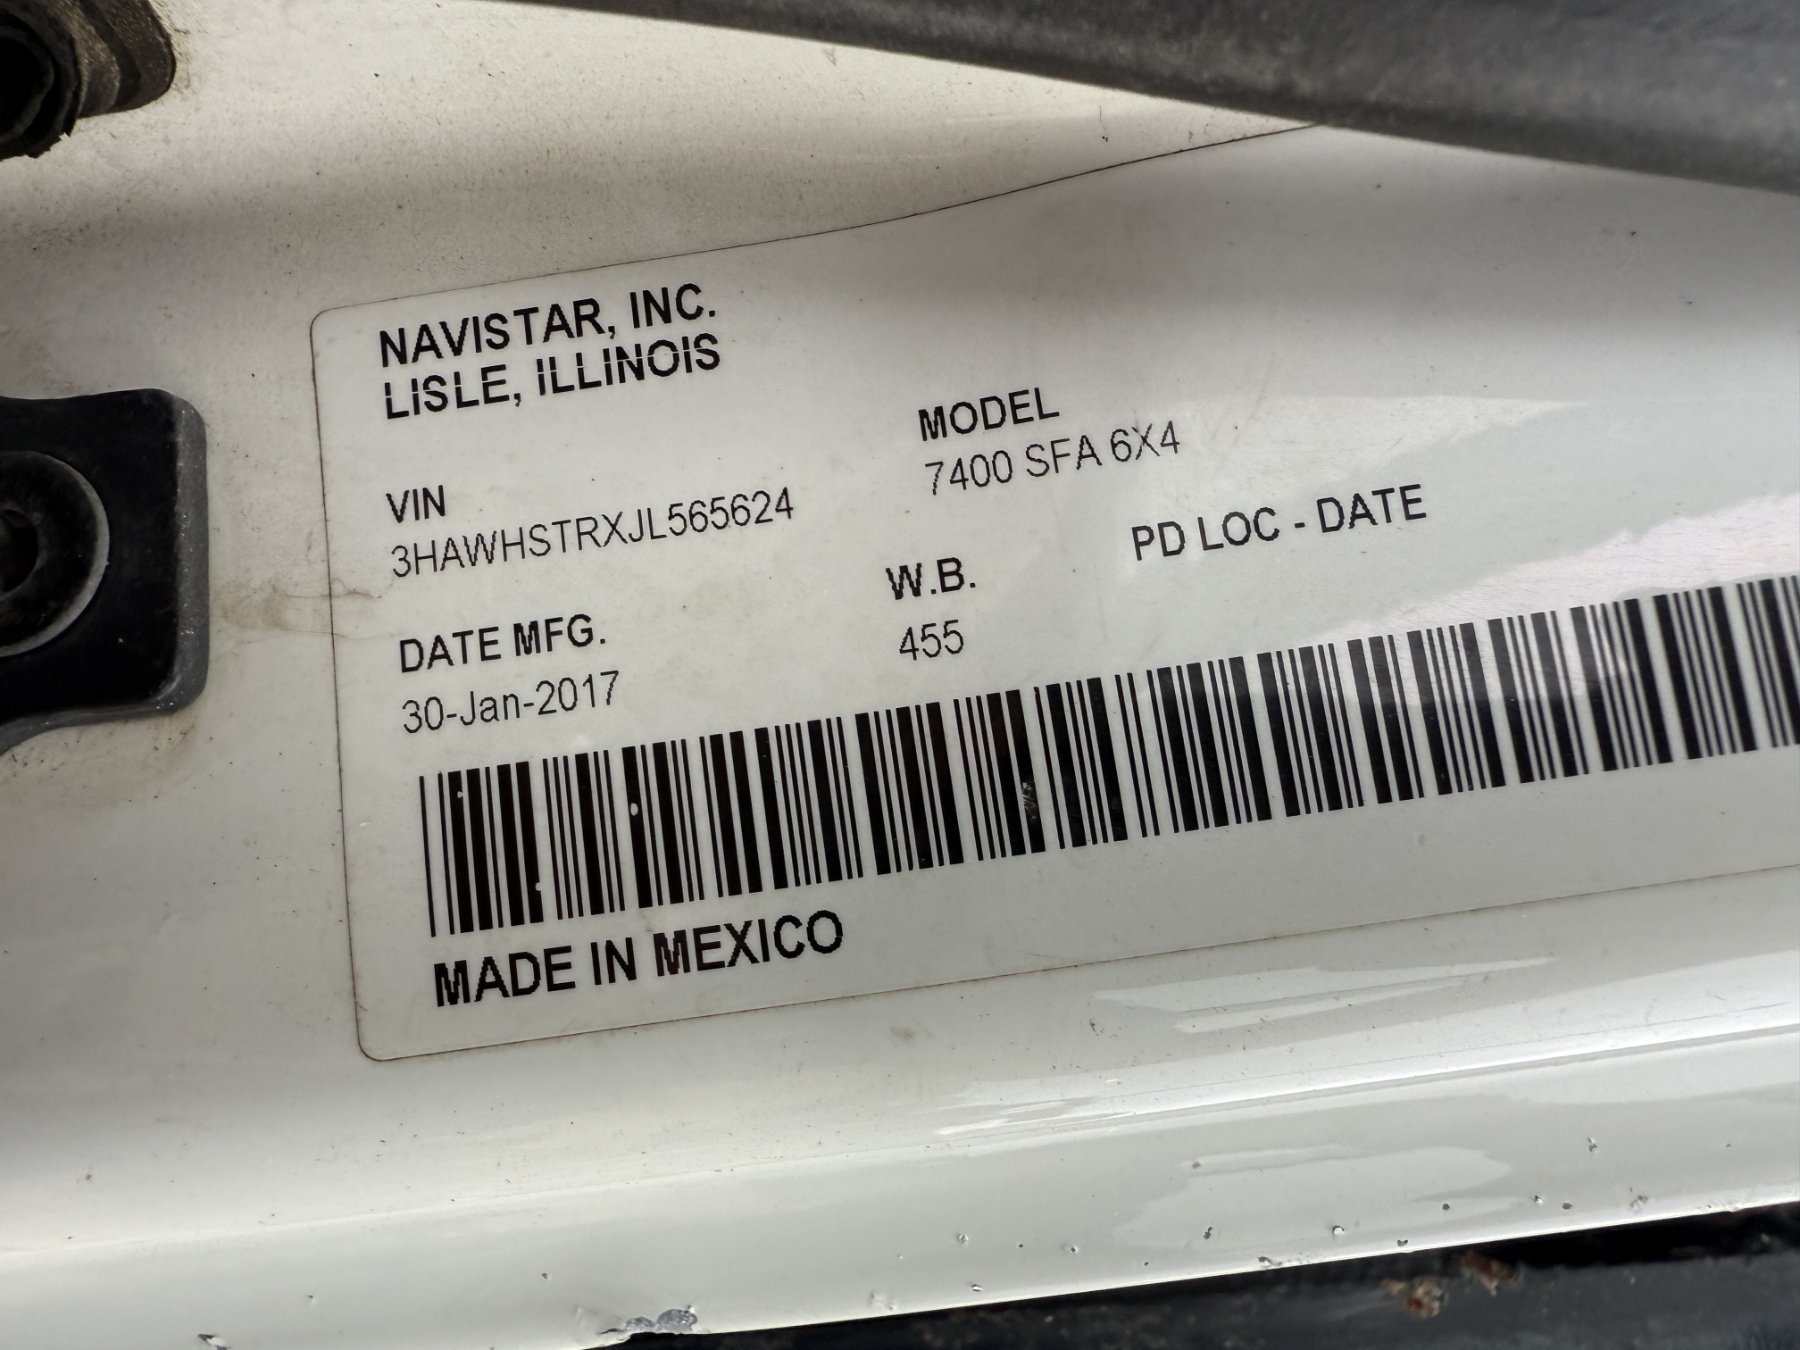 NAVISTAR, INC.
LISLE, ILLINOIS
MODEL
7400 SFA 6X4
VIN
3HAWHSTRXJL565624
PD LOC - DATE
W.B.
455
DATE MFG.
30-Jan-2017
MADE IN MEXICO